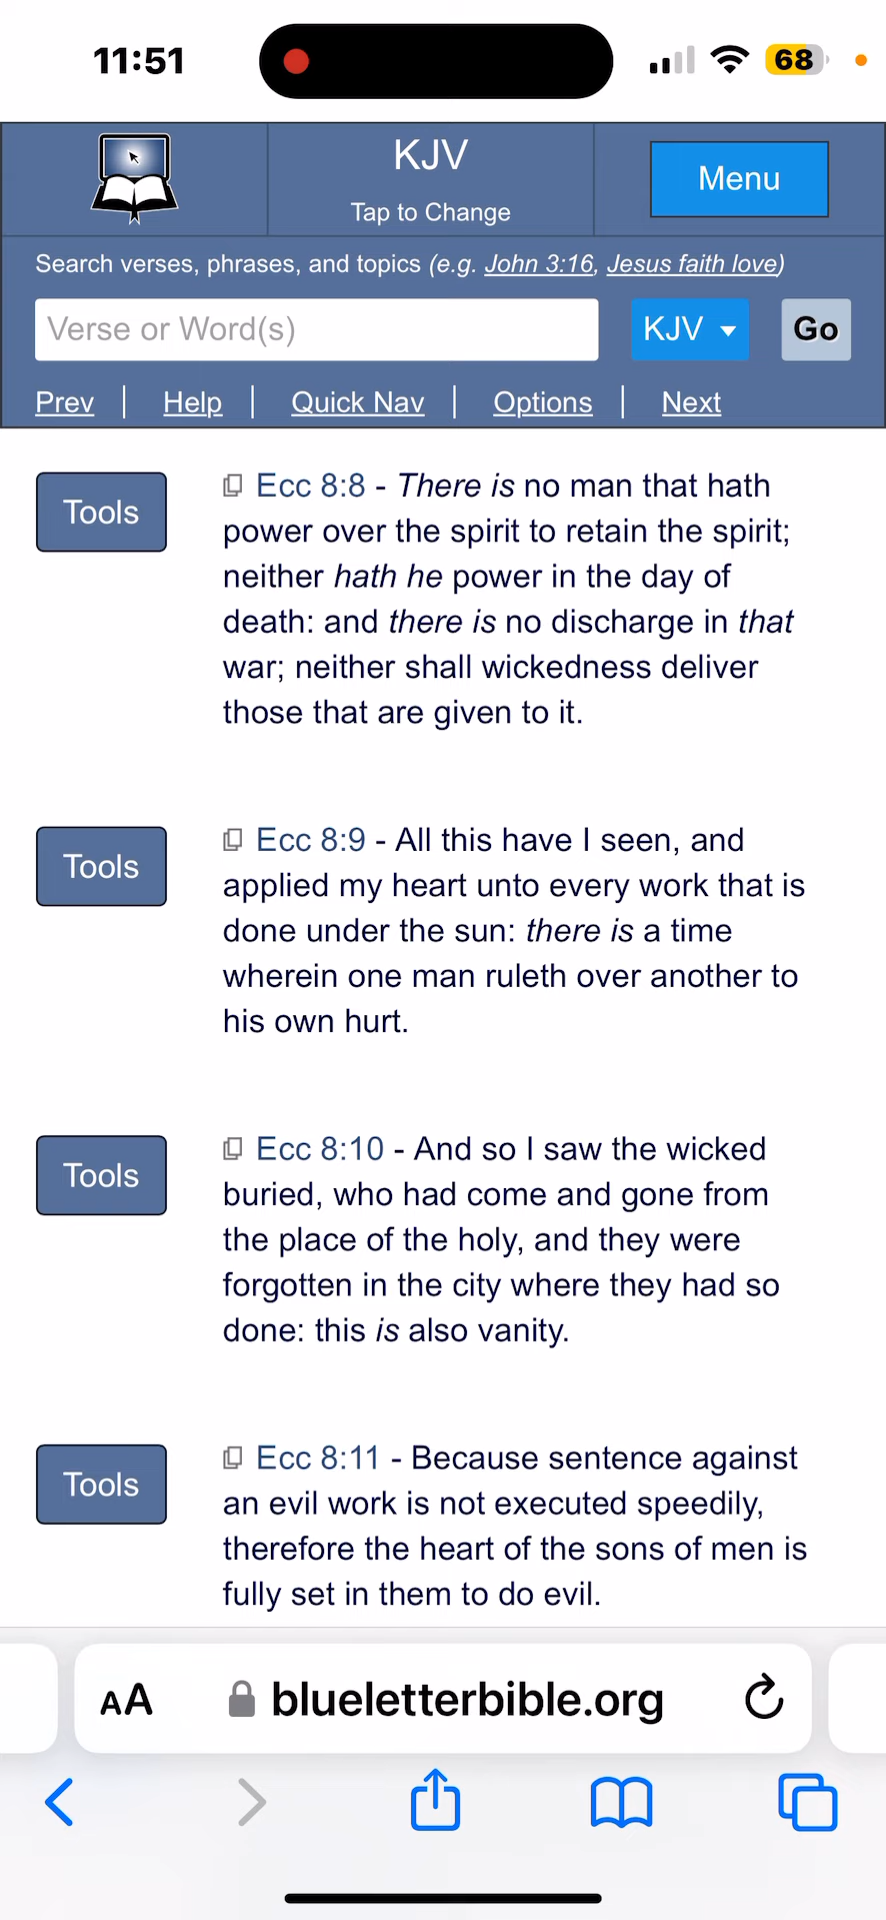 11:51
68
KJV
Tap to Change
Menu
Search verses, phrases, and topics (e.g. John 3:16, Jesus faith love)
Verse or Word(s)
KJV
Go
Prev | Help | Quick Nav | Options | Next
Tools
Ecc 8:8 - There is no man that hath
power over the spirit to retain the spirit;
neither hath he power in the day of
death: and there is no discharge in that
war; neither shall wickedness deliver
those that are given to it.
Tools
Ecc 8:9 - All this have I seen, and
applied my heart unto every work that is
done under the sun: there is a time
wherein one man ruleth over another to
his own hurt.
Tools
Ecc 8:10 - And so I saw the wicked
buried, who had come and gone from
the place of the holy, and they were
forgotten in the city where they had so
done: this is also vanity.
Tools
Ecc 8:11 - Because sentence against
an evil work is not executed speedily,
therefore the heart of the sons of men is
fully set in them to do evil.
AA
blueletterbible.org